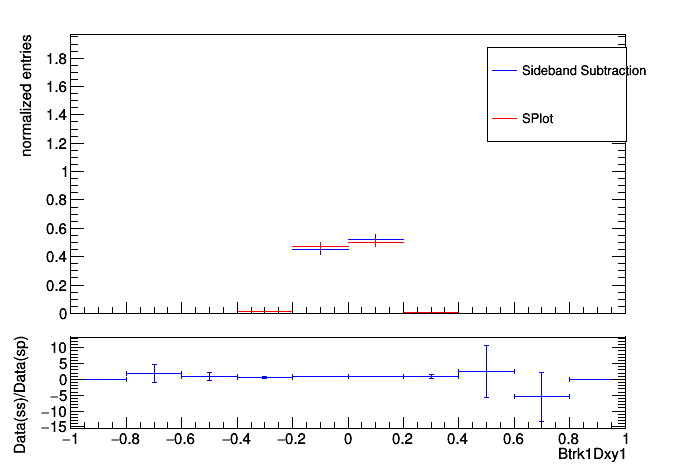 normalized entries
1.8
1.6
1.4
1.2
1
0.8
0.6
0.4
0.2
0
Sideband Subtraction
SPlot
Data(ss)/Data(sp)
10
5
0
−5
−10
−15
−1 −0.8 −0.6 −0.4 −0.2 0 0.2 0.4 0.6 0.8 1
Btrk1Dxy1